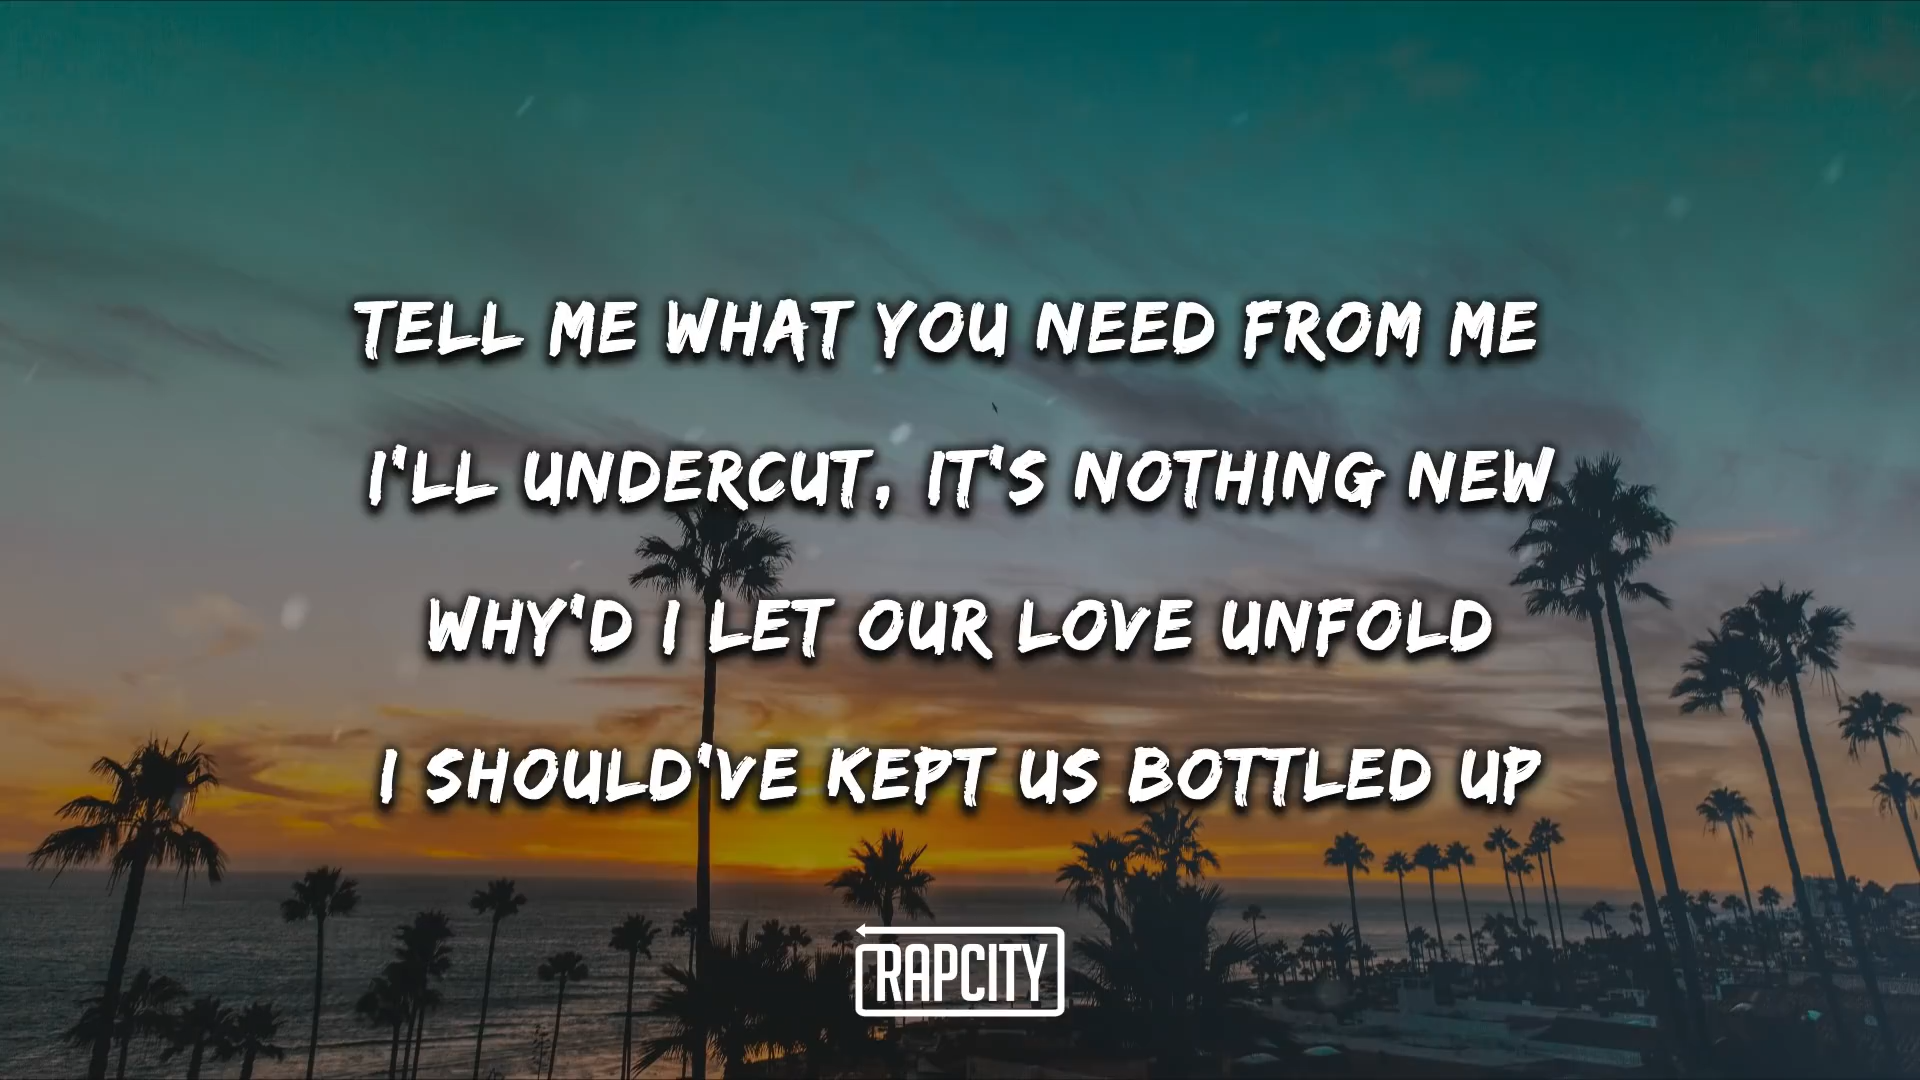 TELL ME WHAT YOU NEED FROM ME
I'LL UNDERCUT, IT'S NOTHING NEW
WHY'D I LET OUR LOVE UNFOLD
I SHOULD'VE KEPT US BOTTLED UP
RAPCITY